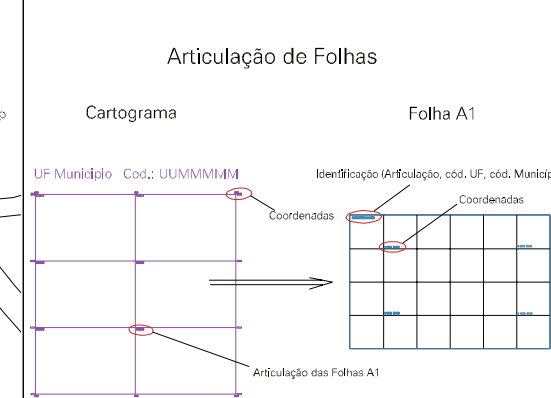 Articulação de Folhas
Cartograma
Folha A1
UF Municipio Cod.: UUMMMMM
Identificação (Articulação, cód. UF, cód. Municíp
Coordenadas
Coordenadas
Articulação das Folhas A1